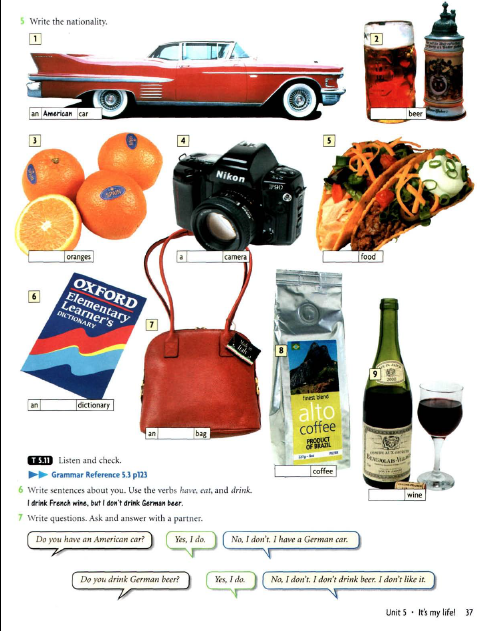 5 Write the nationality.
1
an American car
2
beer
3
oranges
SPAIN
4
Nikon
F90
a camera
5
food
6
OXFORD
Elementary
Learner's
DICTIONARY
an dictionary
7
an bag
8
finest blend
alto
coffee
PRODUCT
OF BRAZIL
coffee
9
wine
T 5.11 Listen and check.
Grammar Reference 5.3 p123
6 Write sentences about you. Use the verbs have, eat, and drink.
I drink French wine, but I don't drink German beer.
7 Write questions. Ask and answer with a partner.
Do you have an American car? Yes, I do. No, I don't. I have a German car.
Do you drink German beer? Yes, I do. No, I don't. I don't drink beer. I don't like it.
Unit 5 • It's my life! 37